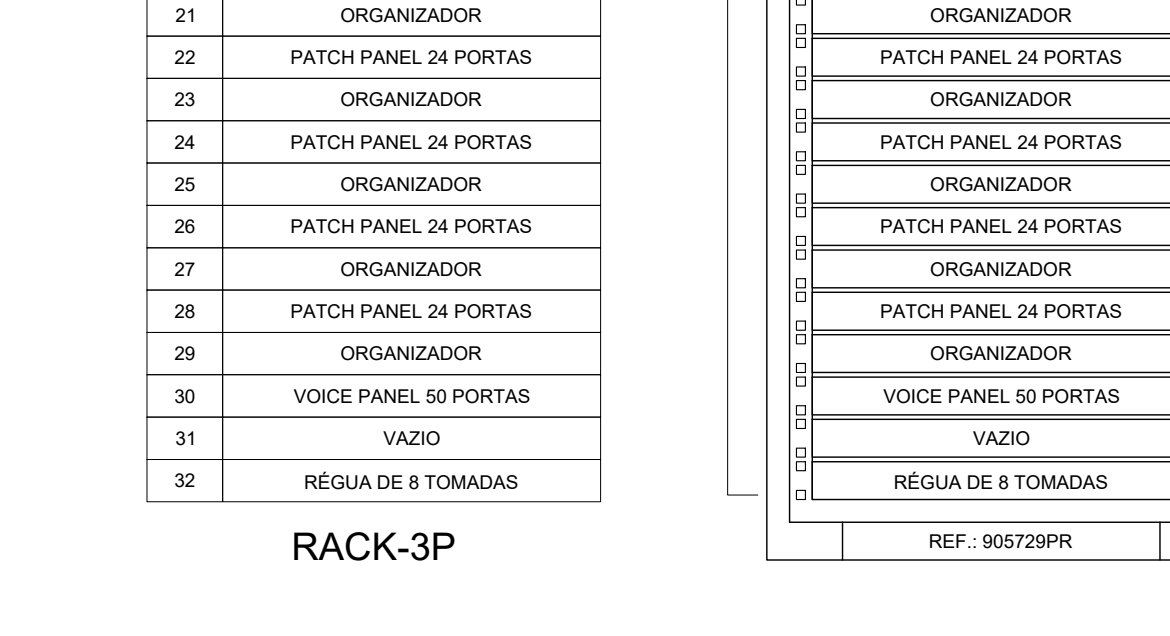 21 ORGANIZADOR
22 PATCH PANEL 24 PORTAS
23 ORGANIZADOR
24 PATCH PANEL 24 PORTAS
25 ORGANIZADOR
26 PATCH PANEL 24 PORTAS
27 ORGANIZADOR
28 PATCH PANEL 24 PORTAS
29 ORGANIZADOR
30 VOICE PANEL 50 PORTAS
31 VAZIO
32 RÉGUA DE 8 TOMADAS
RACK-3P
ORGANIZADOR
PATCH PANEL 24 PORTAS
ORGANIZADOR
PATCH PANEL 24 PORTAS
ORGANIZADOR
PATCH PANEL 24 PORTAS
ORGANIZADOR
PATCH PANEL 24 PORTAS
ORGANIZADOR
VOICE PANEL 50 PORTAS
VAZIO
RÉGUA DE 8 TOMADAS
REF.: 905729PR